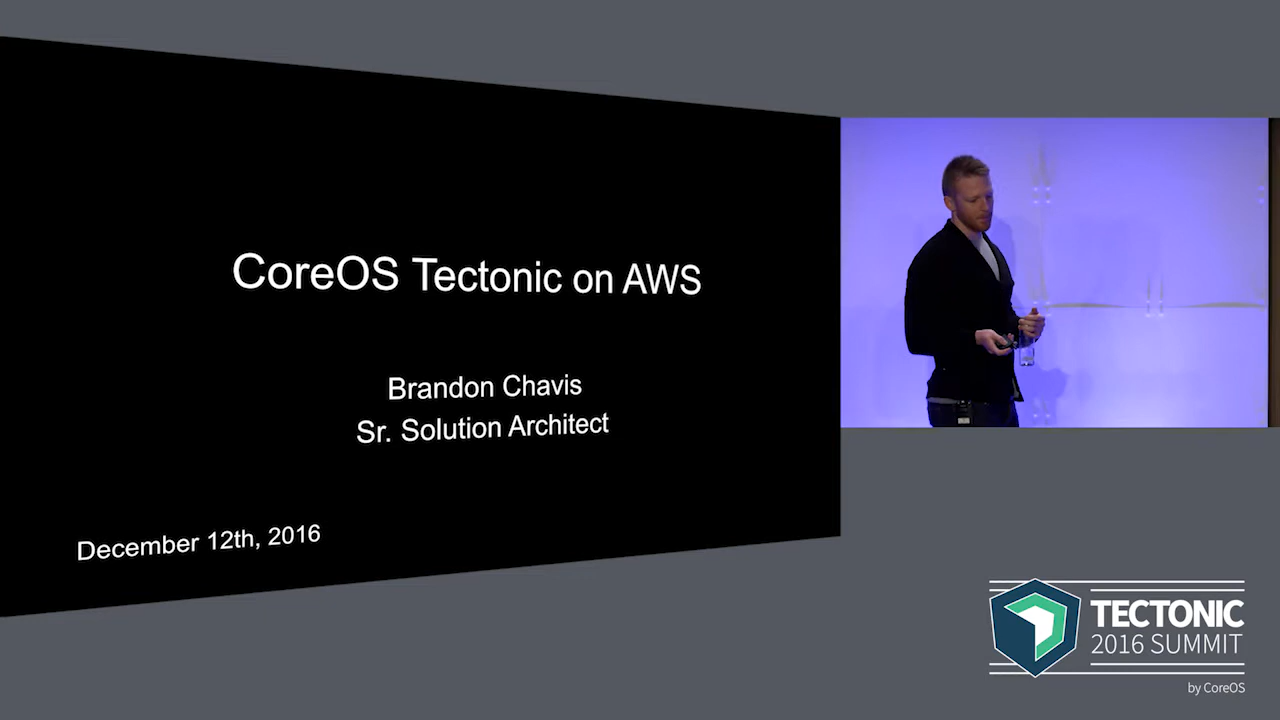 CoreOS Tectonic on AWS
Brandon Chavis
Sr. Solution Architect
December 12th, 2016
TECTONIC
2016 SUMMIT
by CoreOS